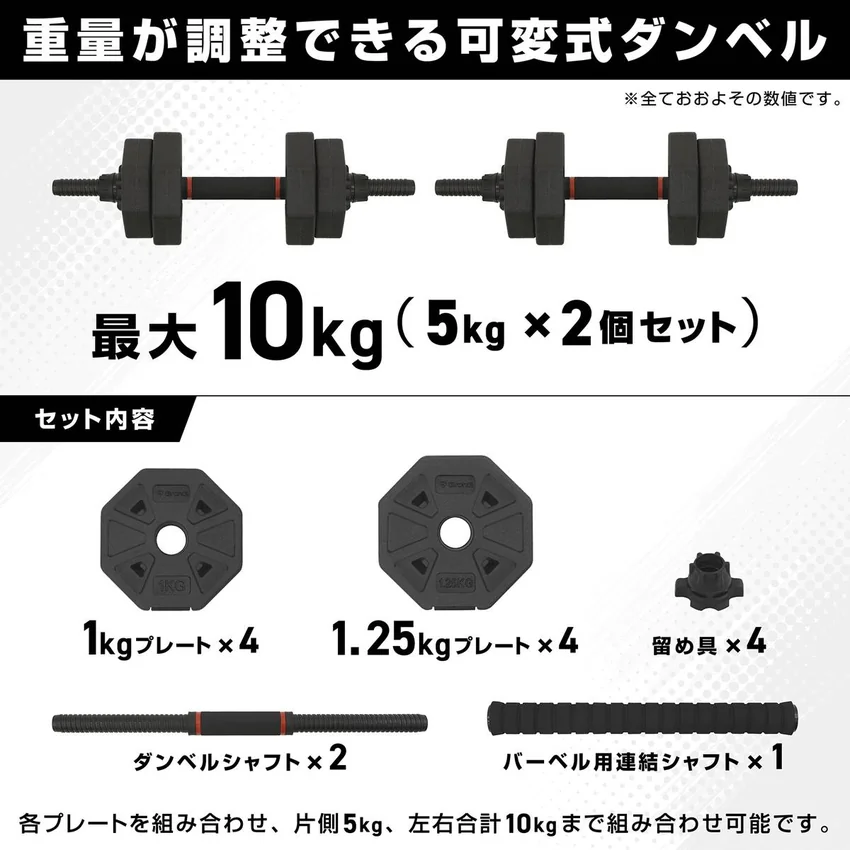 重量が調整できる可変式ダンベル
※全ておおよその数値です。
最大10kg(5kg×2個セット)
セット内容
1KG
1.25KG
1kgプレート×4
1.25kgプレート×4
留め具×4
ダンベルシャフト×2
バーベル用連結シャフト×1
各プレートを組み合わせ、片側5kg、左右合計10kgまで組み合わせ可能です。